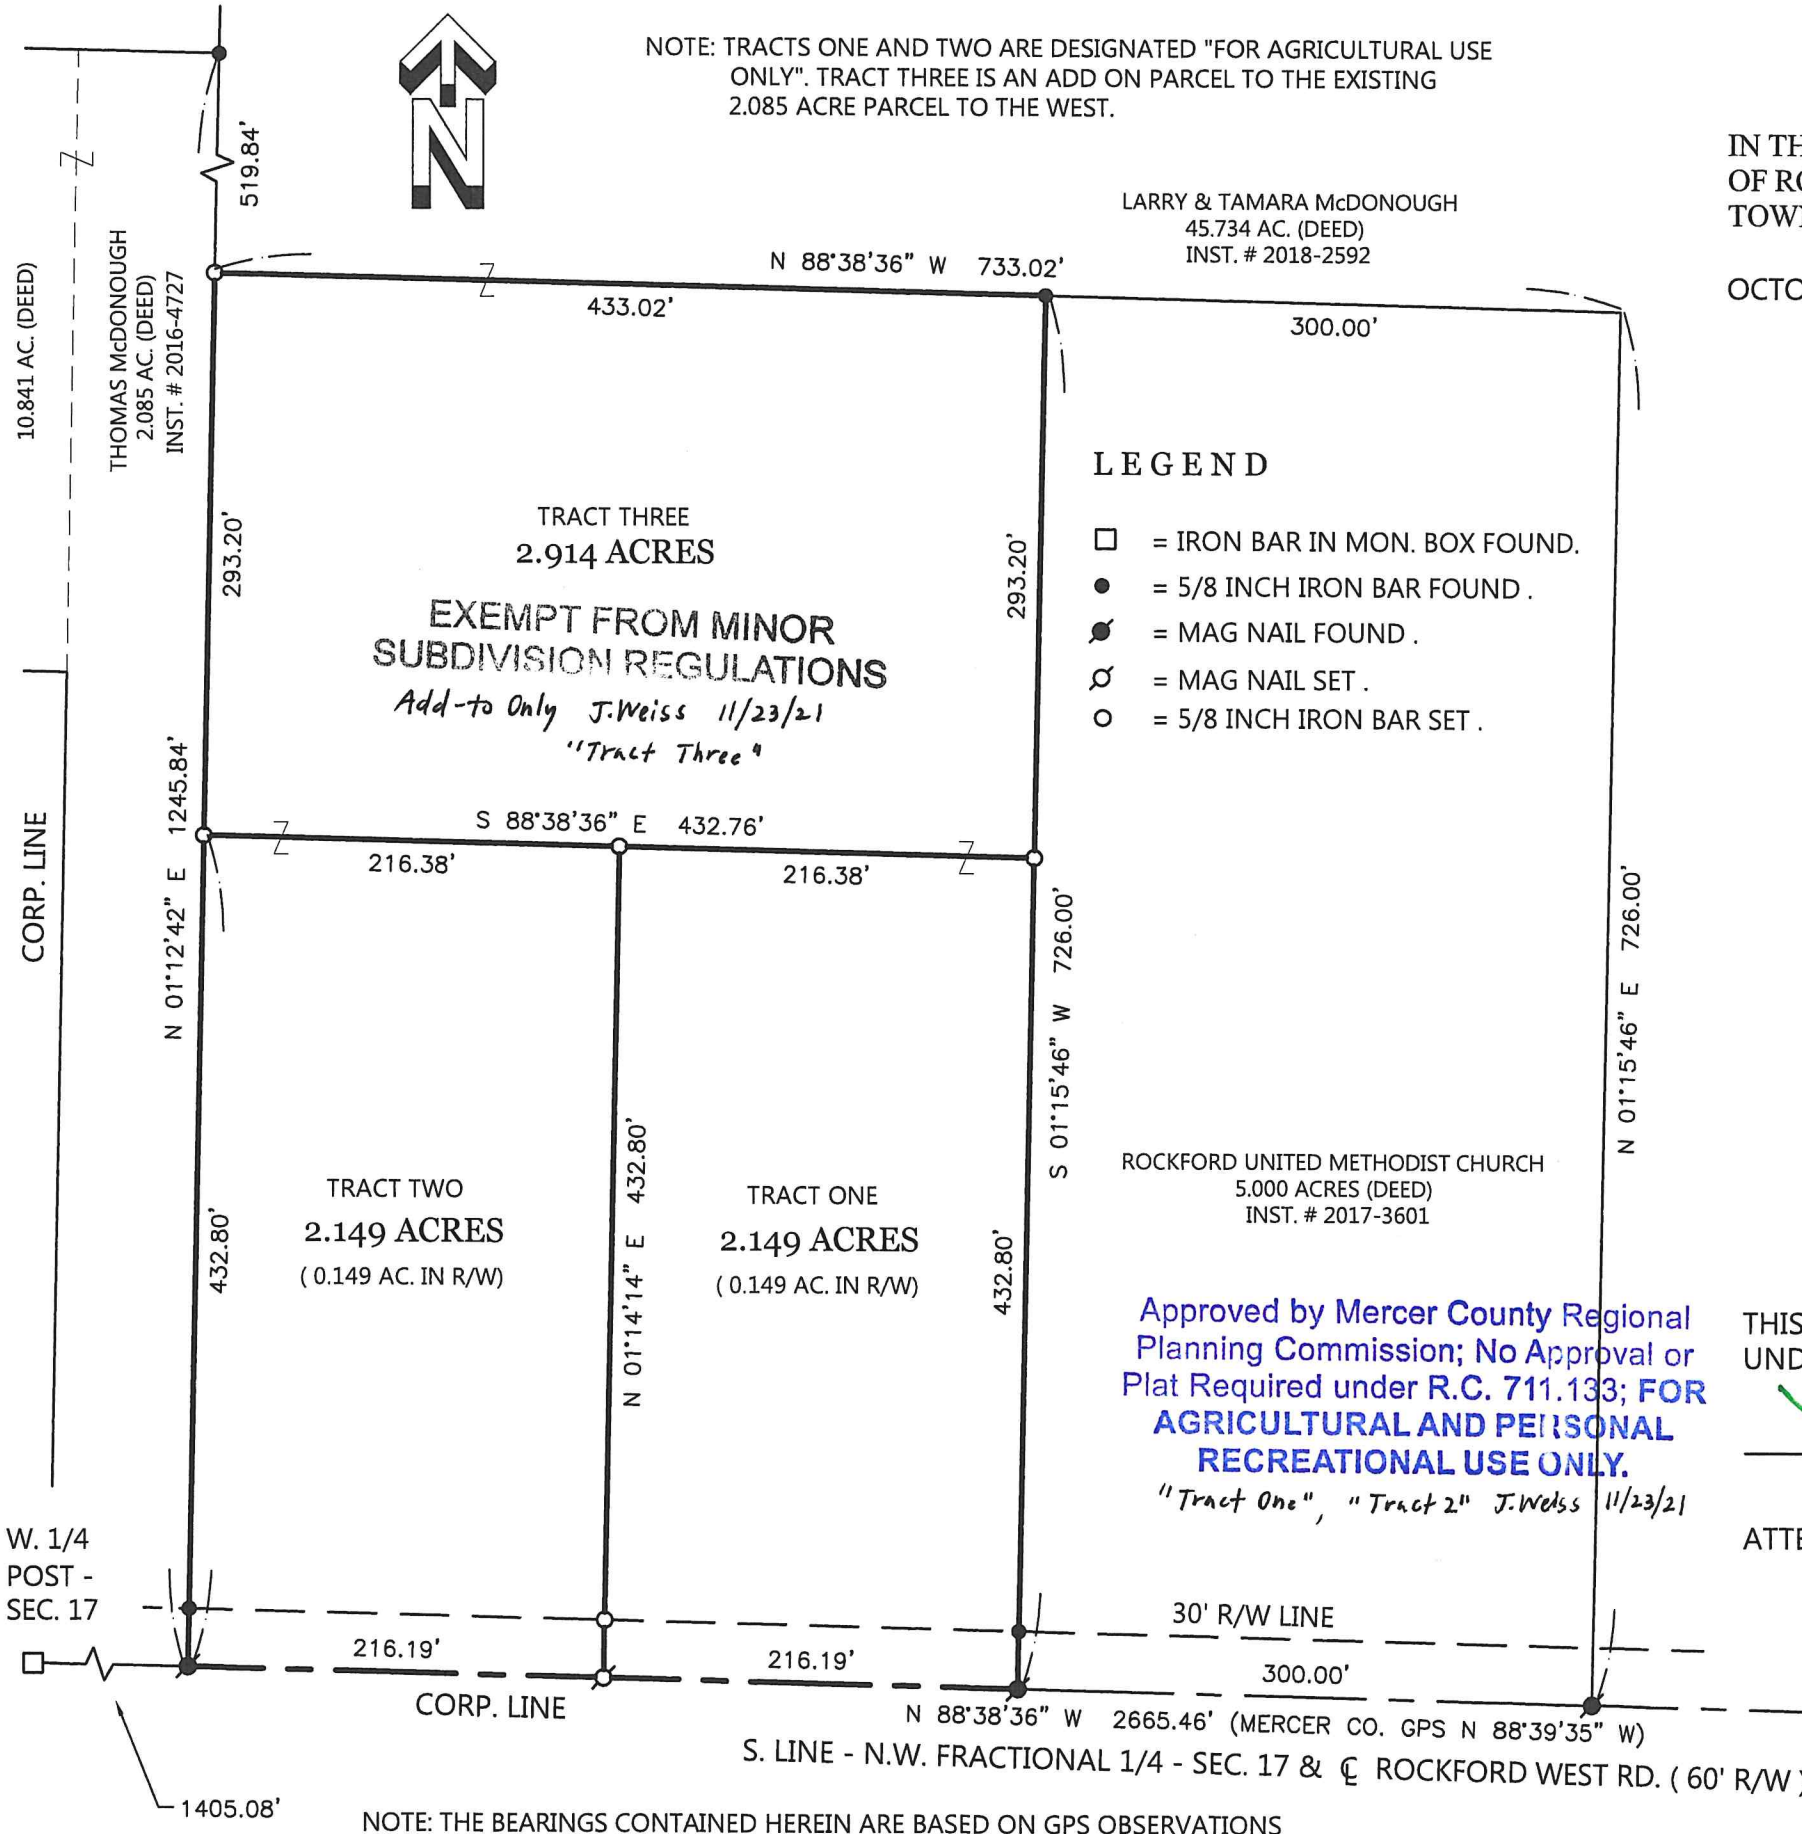 NOTE: TRACTS ONE AND TWO ARE DESIGNATED "FOR AGRICULTURAL USE
ONLY". TRACT THREE IS AN ADD ON PARCEL TO THE EXISTING
2.085 ACRE PARCEL TO THE WEST.
N
519.84'
IN TH
OF RO
TOWN
OCTO
LARRY & TAMARA McDONOUGH
45.734 AC. (DEED)
INST. # 2018-2592
N 88°38'36" W 733.02'
433.02'
300.00'
10.841 AC. (DEED)
THOMAS McDONOUGH
2.085 AC. (DEED)
INST. # 2016-4727
293.20'
TRACT THREE
2.914 ACRES
EXEMPT FROM MINOR
SUBDIVISION REGULATIONS
Add-to Only J.Weiss 11/23/21
"Tract Three"
293.20'
LEGEND
= IRON BAR IN MON. BOX FOUND.
= 5/8 INCH IRON BAR FOUND .
= MAG NAIL FOUND .
= MAG NAIL SET .
= 5/8 INCH IRON BAR SET .
CORP. LINE
N 01°12'42" E 1245.84'
S 88°38'36" E 432.76'
216.38'
216.38'
S 01°15'46" W 726.00'
N 01°15'46" E 726.00'
432.80'
TRACT TWO
2.149 ACRES
( 0.149 AC. IN R/W)
N 01°14'14" E 432.80'
TRACT ONE
2.149 ACRES
( 0.149 AC. IN R/W)
432.80'
ROCKFORD UNITED METHODIST CHURCH
5.000 ACRES (DEED)
INST. # 2017-3601
Approved by Mercer County Regional
Planning Commission; No Approval or
Plat Required under R.C. 711.133; FOR
AGRICULTURAL AND PERSONAL
RECREATIONAL USE ONLY.
"Tract One", "Tract 2" J.Weiss 11/23/21
THIS
UND
ATTE
W. 1/4
POST -
SEC. 17
30' R/W LINE
216.19'
216.19'
300.00'
CORP. LINE
N 88°38'36" W 2665.46' (MERCER CO. GPS N 88°39'35" W)
S. LINE - N.W. FRACTIONAL 1/4 - SEC. 17 & ℄ ROCKFORD WEST RD. ( 60' R/W )
1405.08'
NOTE: THE BEARINGS CONTAINED HEREIN ARE BASED ON GPS OBSERVATIONS